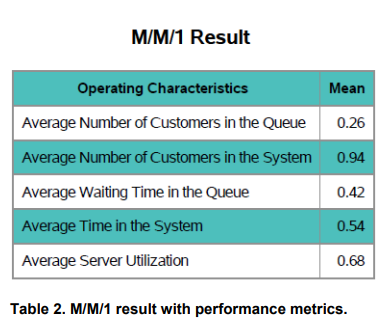 M/M/1 Result
Operating Characteristics Mean
Average Number of Customers in the Queue 0.26
Average Number of Customers in the System 0.94
Average Waiting Time in the Queue 0.42
Average Time in the System 0.54
Average Server Utilization 0.68
Table 2. M/M/1 result with performance metrics.